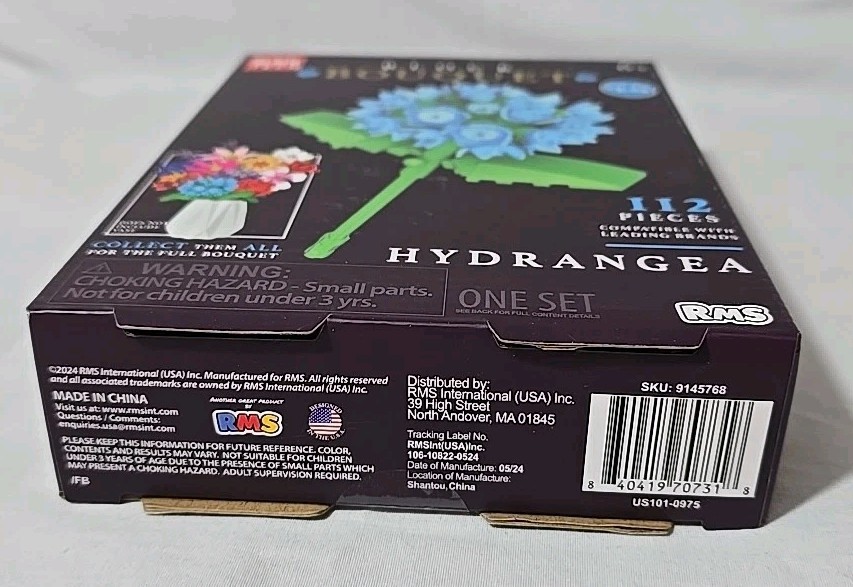 BOUQUET
DOES NOT
INCLUDE
VASE
COLLECT THEM ALL
FOR THE FULL BOUQUET
112
PIECES
COMPATIBLE WITH
LEADING BRANDS
HYDRANGEA
WARNING:
CHOKING HAZARD - Small parts.
Not for children under 3 yrs.
ONE SET
SEE BACK FOR FULL CONTENT DETAILS
RMS
©2024 RMS International (USA) Inc. Manufactured for RMS. All rights reserved
and all associated trademarks are owned by RMS International (USA) Inc.
MADE IN CHINA
Visit us at: www.rmsint.com
Questions / Comments:
enquiries.usa@rmsint.com
ANOTHER GREAT PRODUCT
BY
RMS
DESIGNED
IN THE U.S.A.
PLEASE KEEP THIS INFORMATION FOR FUTURE REFERENCE. COLOR,
CONTENTS AND RESULTS MAY VARY. NOT SUITABLE FOR CHILDREN
UNDER 3 YEARS OF AGE DUE TO THE PRESENCE OF SMALL PARTS WHICH
MAY PRESENT A CHOKING HAZARD. ADULT SUPERVISION REQUIRED.
/FB
Distributed by:
RMS International (USA) Inc.
39 High Street
North Andover, MA 01845
Tracking Label No.
RMSInt(USA)Inc.
106-10822-0524
Date of Manufacture: 05/24
Location of Manufacture:
Shantou,China
SKU: 9145768
8 40419 70731 8
US101-0975